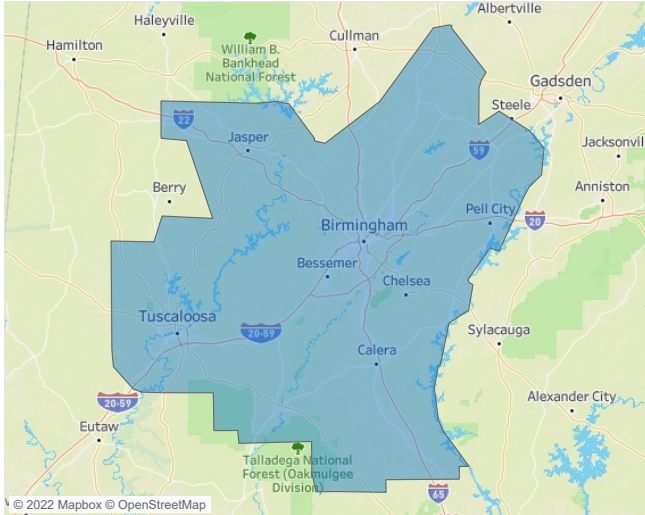 Haleyville
Albertville
Hamilton
Cullman
William B.
Bankhead
National Forest
Gadsden
Steele
22
Jasper
59
Jacksonvil
Berry
Anniston
Pell City
20
Birmingham
Bessemer
Chelsea
Tuscaloosa
20-59
Sylacauga
Calera
20-59
Alexander City
Eutaw
Talladega National
Forest (Oakmulgee
Division)
65
© 2022 Mapbox © OpenStreetMap